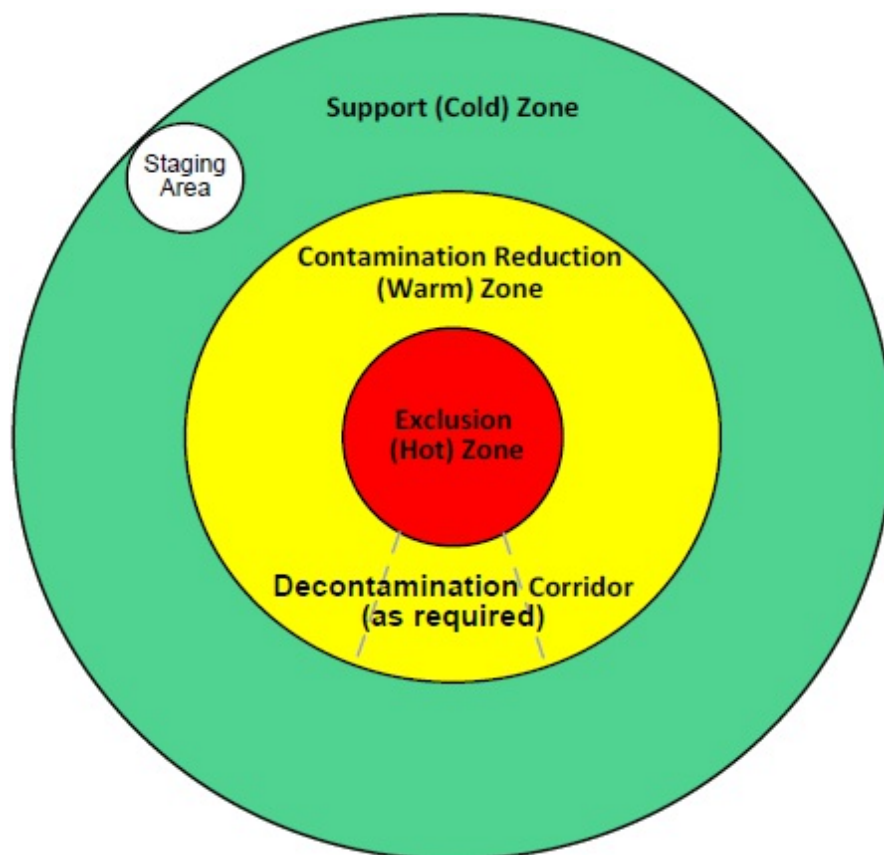 Support (Cold) Zone
Staging
Area
Contamination Reduction
(Warm) Zone
Exclusion
(Hot) Zone
Decontamination Corridor
(as required)